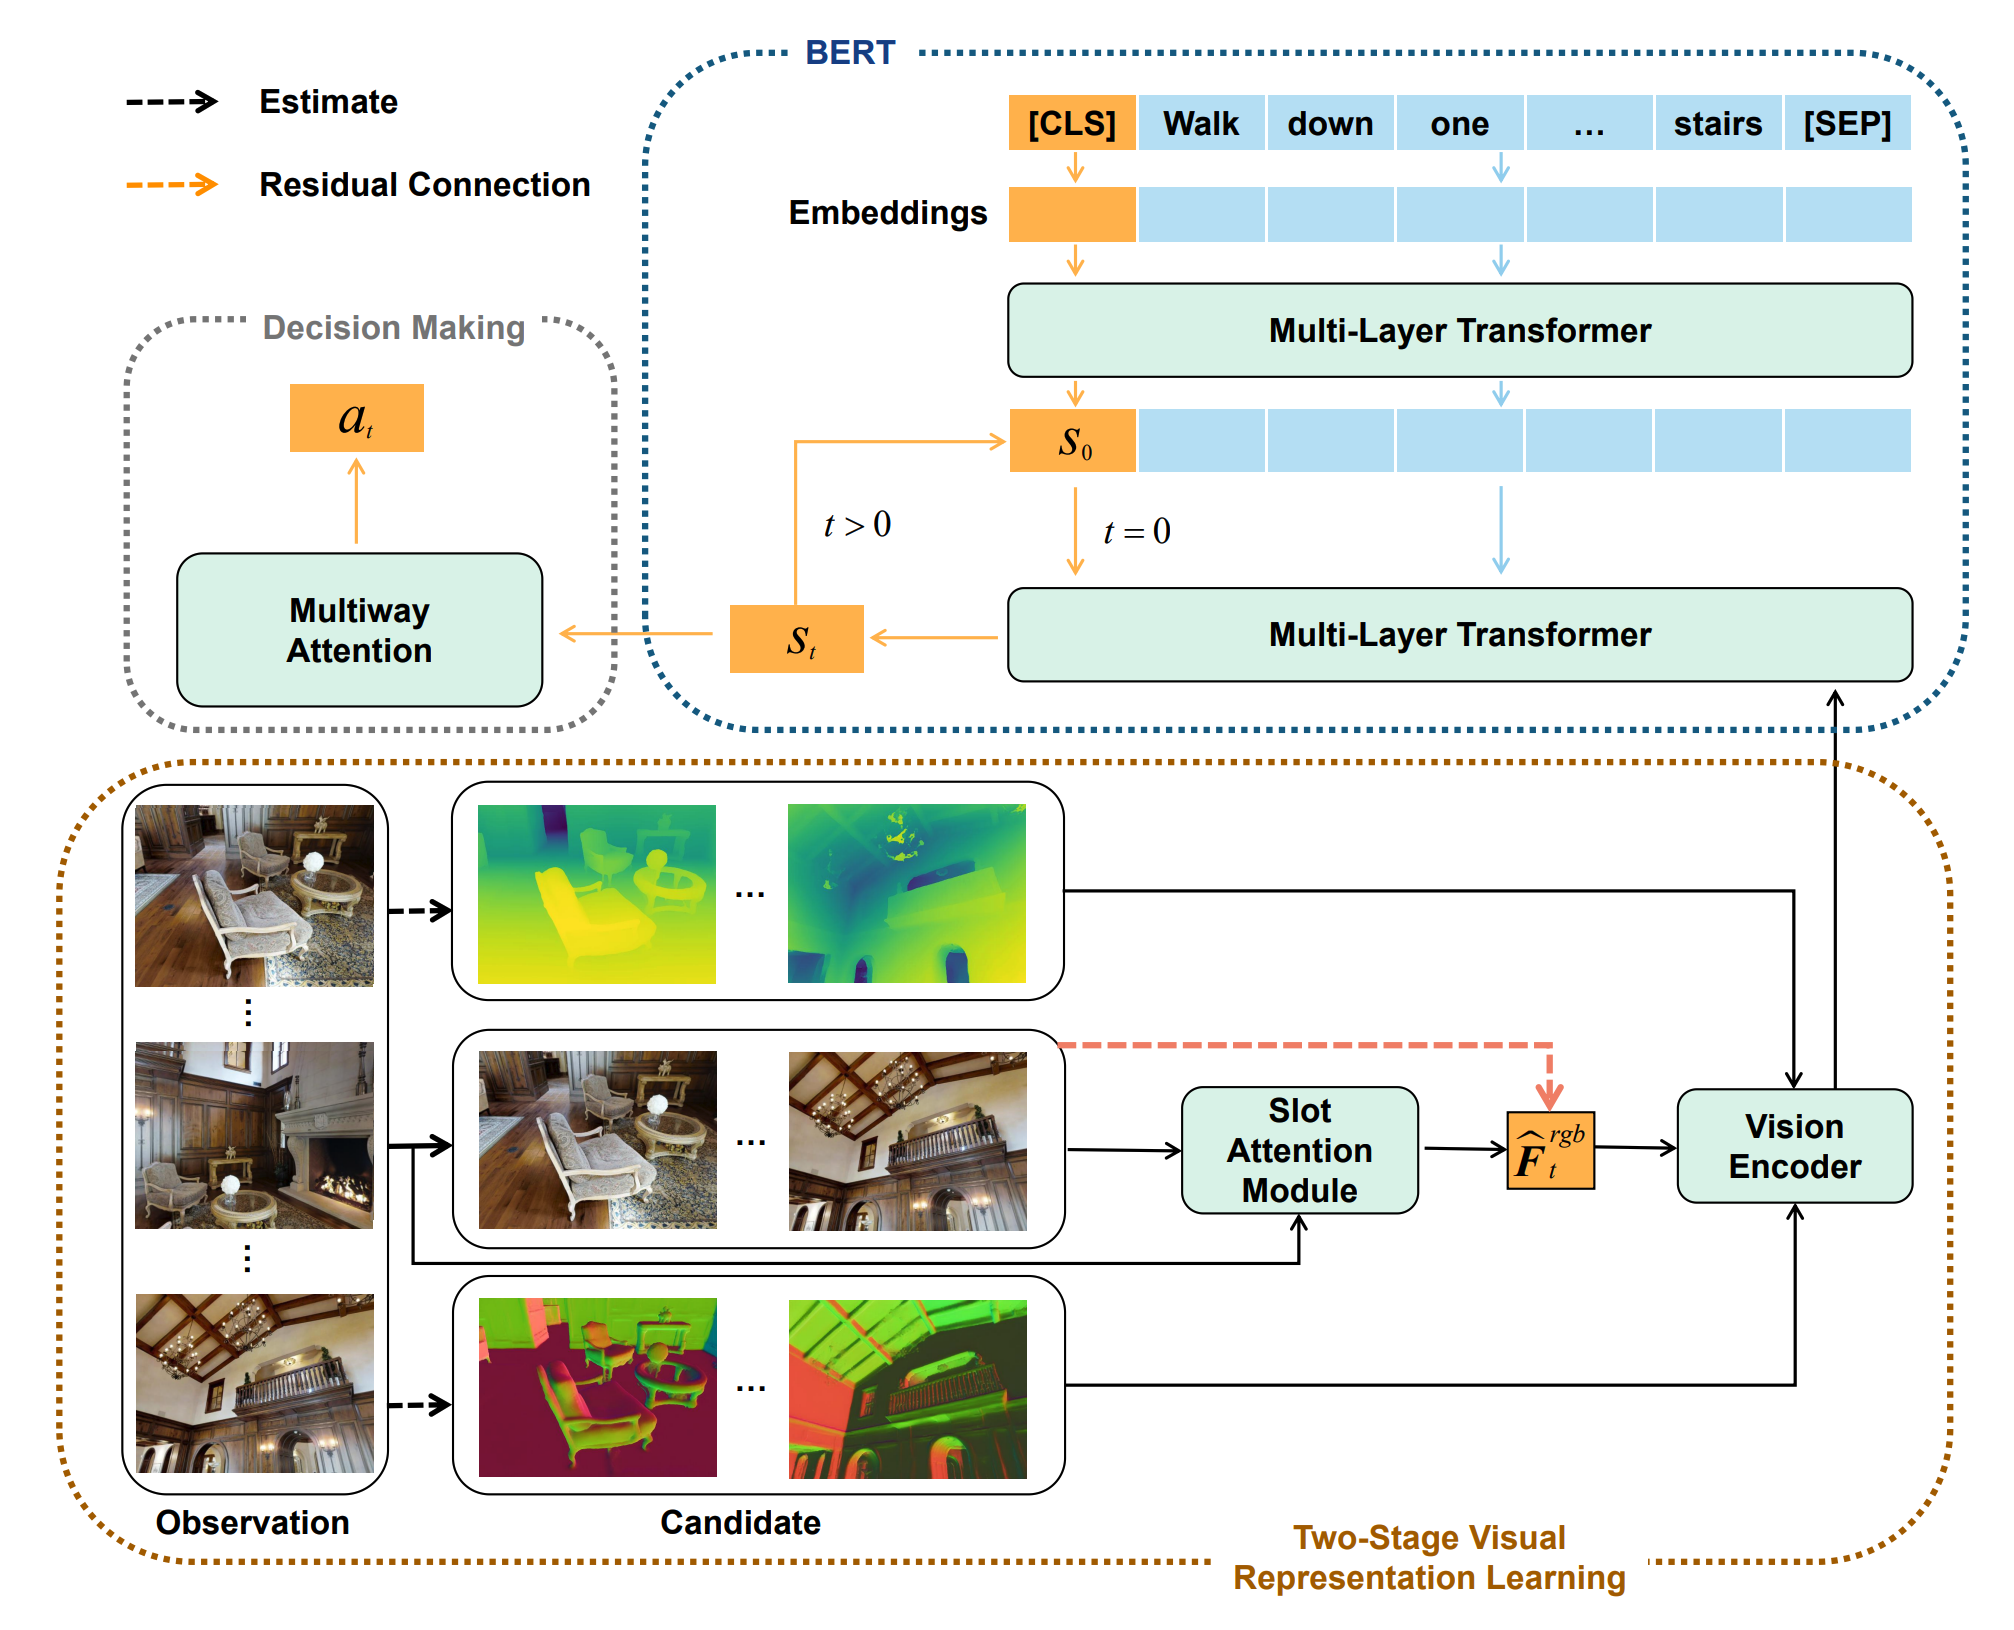 BERT
Estimate
Residual Connection
[CLS] Walk down one … stairs [SEP]
Embeddings
Multi-Layer Transformer
Decision Making
a_t
s_0
t > 0
t = 0
Multiway
Attention
s_t
Multi-Layer Transformer
...
...
Slot
Attention
Module
\widehat{F}_t^{rgb}
Vision
Encoder
...
Observation
Candidate
Two-Stage Visual
Representation Learning